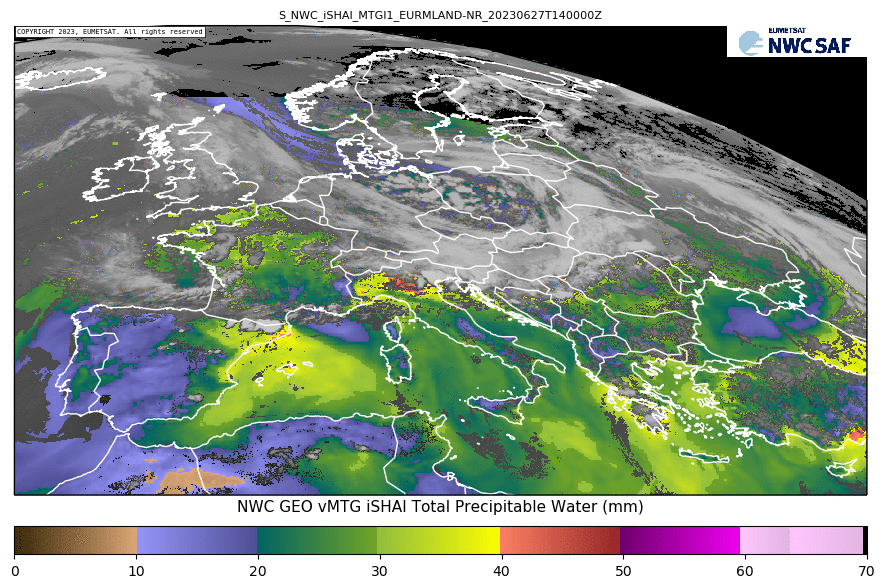 S_NWC_iSHAI_MTGI1_EURMLAND-NR_20230627T140000Z
COPYRIGHT 2023, EUMETSAT. All rights reserved
EUMETSAT
NWC SAF
NWC GEO vMTG iSHAI Total Precipitable Water (mm)
0 10 20 30 40 50 60 70